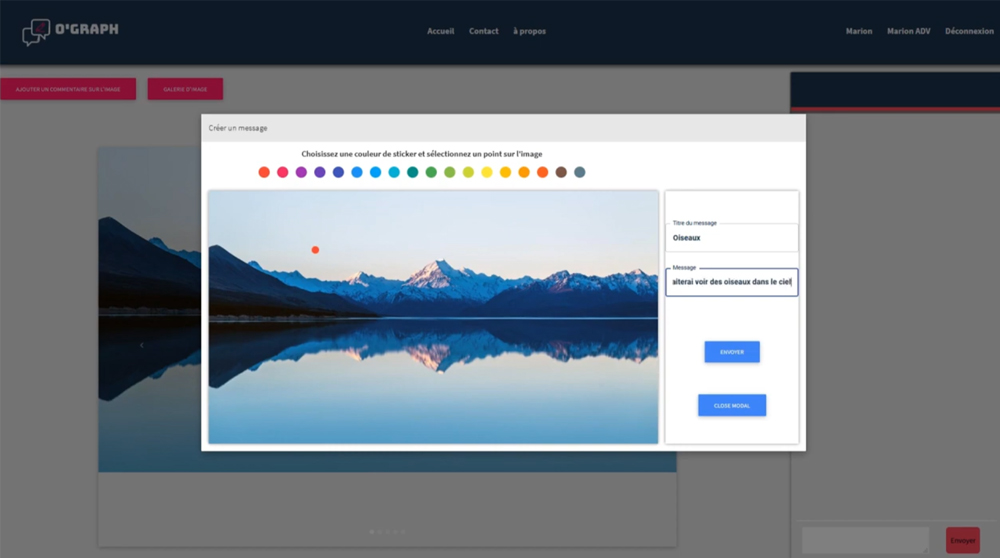 O'GRAPH
Accueil Contact à propos
Marion Marion ADV Déconnexion
AJOUTER UN COMMENTAIRE SUR L'IMAGE GALERIE D'IMAGE
Créer un message
Choisissez une couleur de sticker et sélectionnez un point sur l'image
Titre du message
Oiseaux
Message
aiterai voir des oiseaux dans le ciel
ENVOYER
CLOSE MODAL
Envoyer